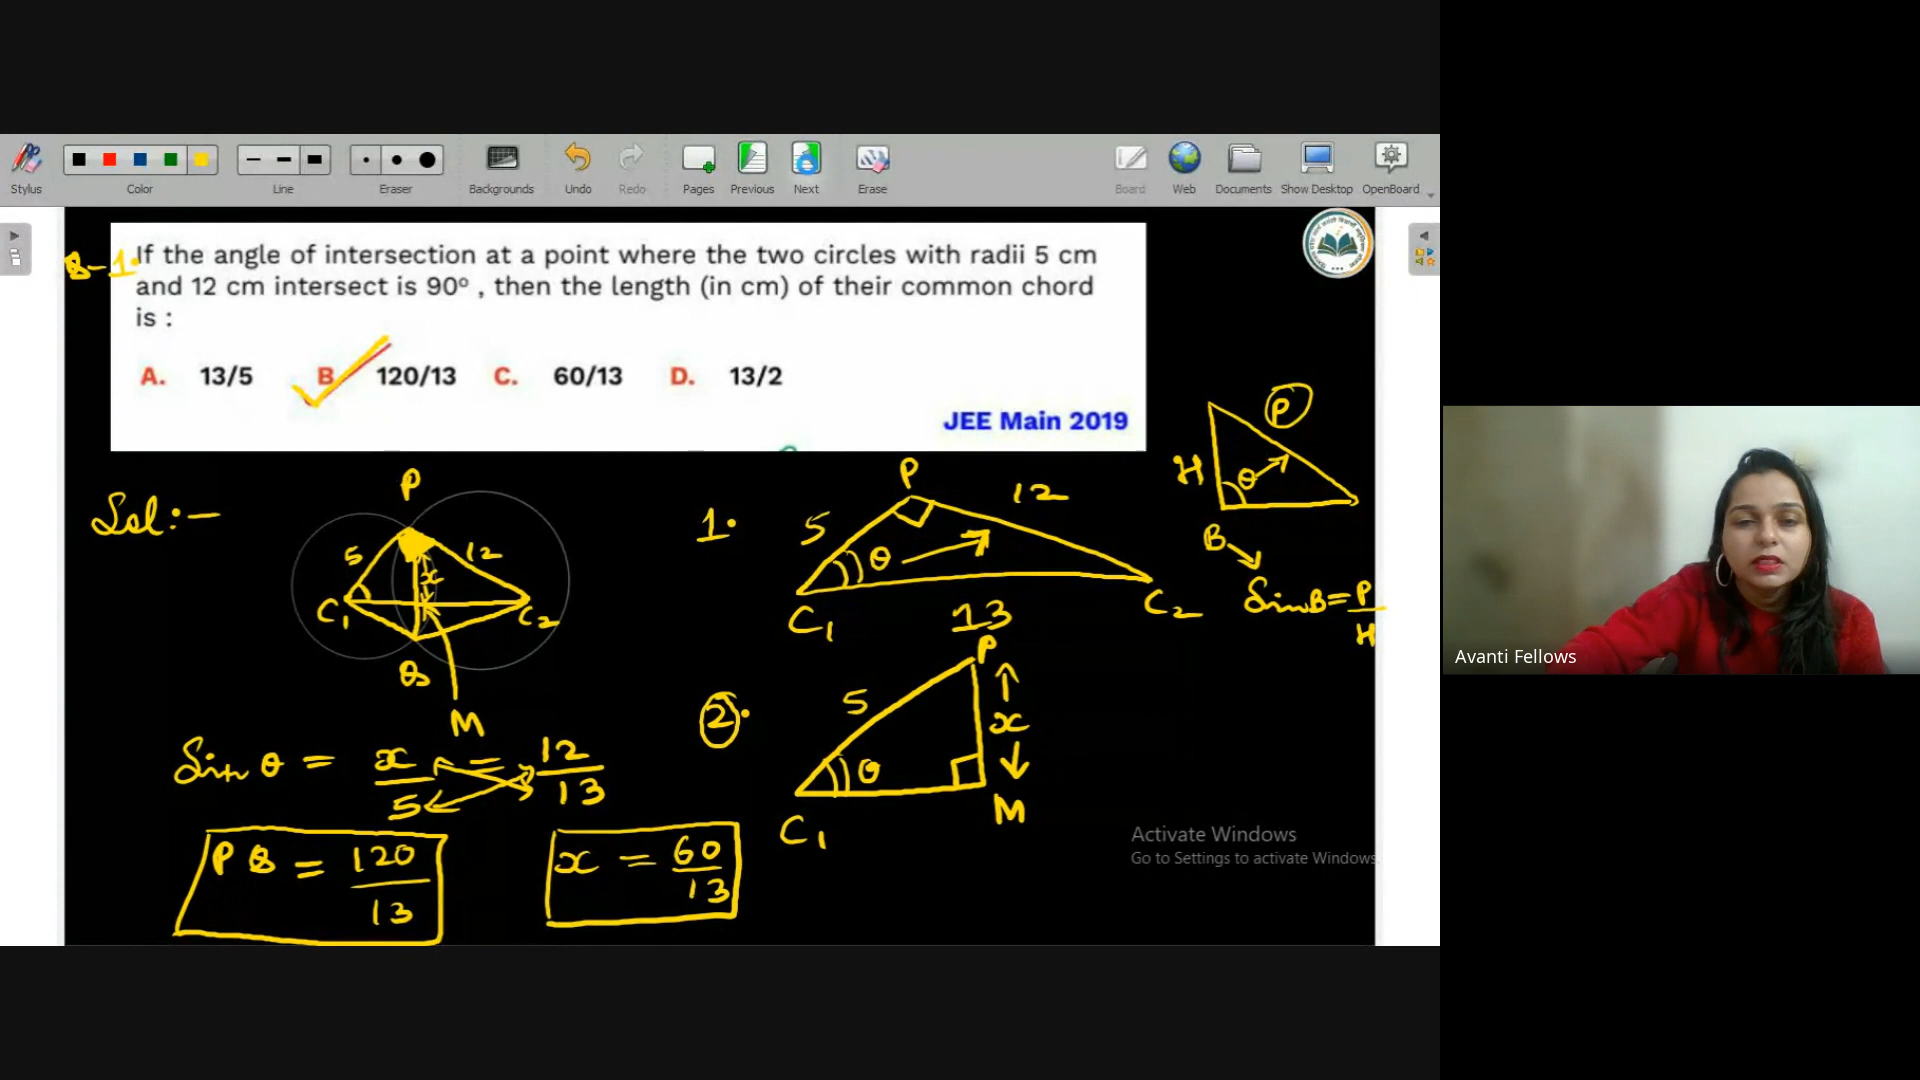 Stylus
Color
Line
Eraser
Backgrounds
Undo
Redo
Pages
Previous
Next
Erase
Board
Web
Documents
Show Desktop
OpenBoard
Q-1. If the angle of intersection at a point where the two circles with radii 5 cm
and 12 cm intersect is 90° , then the length (in cm) of their common chord
is :
A. 13/5 B 120/13 C. 60/13 D. 13/2
JEE Main 2019
Sol:-
P
5
12
x
C1
C2
Q
M
1.
P
5
12
θ
C1
C2
13
P
H
θ
B
Sin B = P/H
2.
P
5
x
θ
C1
M
Sin θ = x/5 = 12/13
PQ = 120/13
x = 60/13
Activate Windows
Go to Settings to activate Windows.
Avanti Fellows